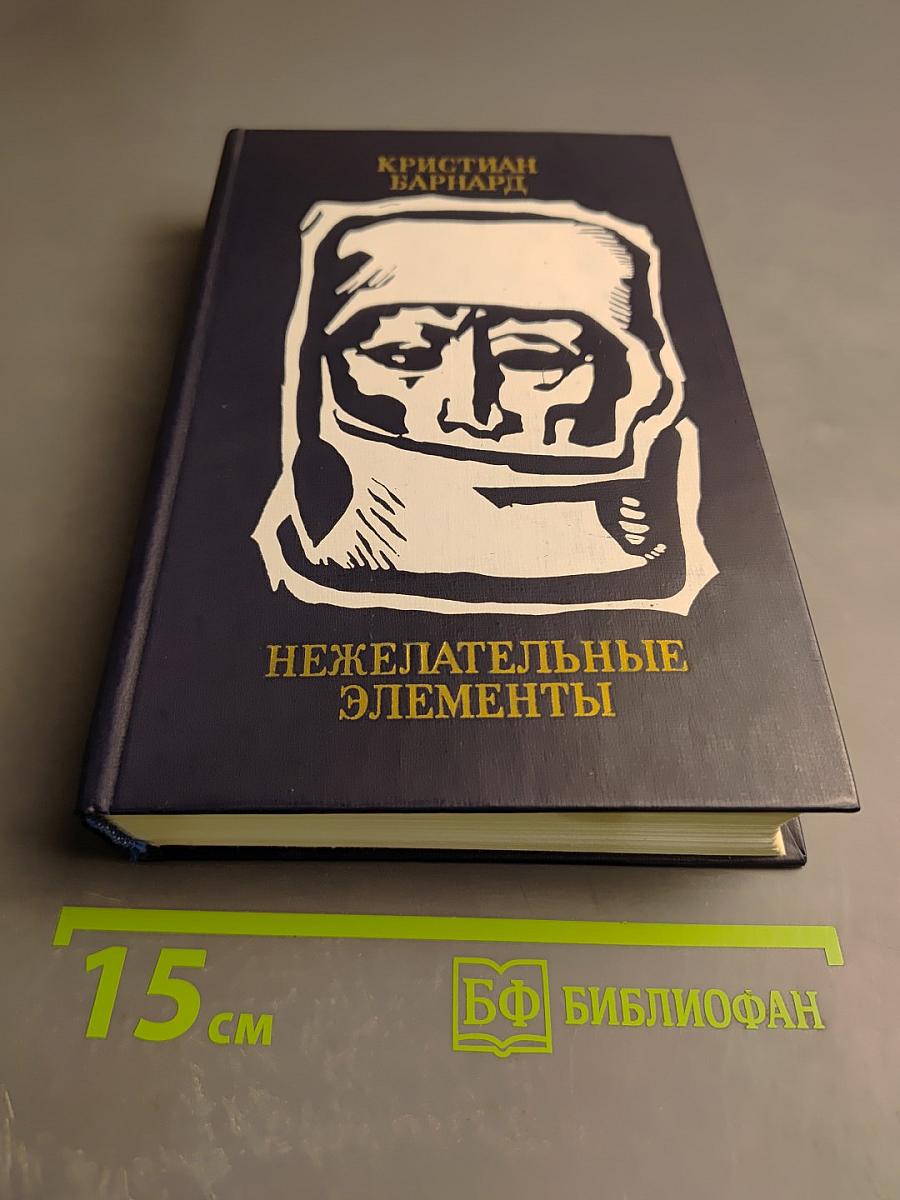 КРИСТИАН
БАРНАРД
НЕЖЕЛАТЕЛЬНЫЕ
ЭЛЕМЕНТЫ
15 см
БФ БИБЛИОФАН